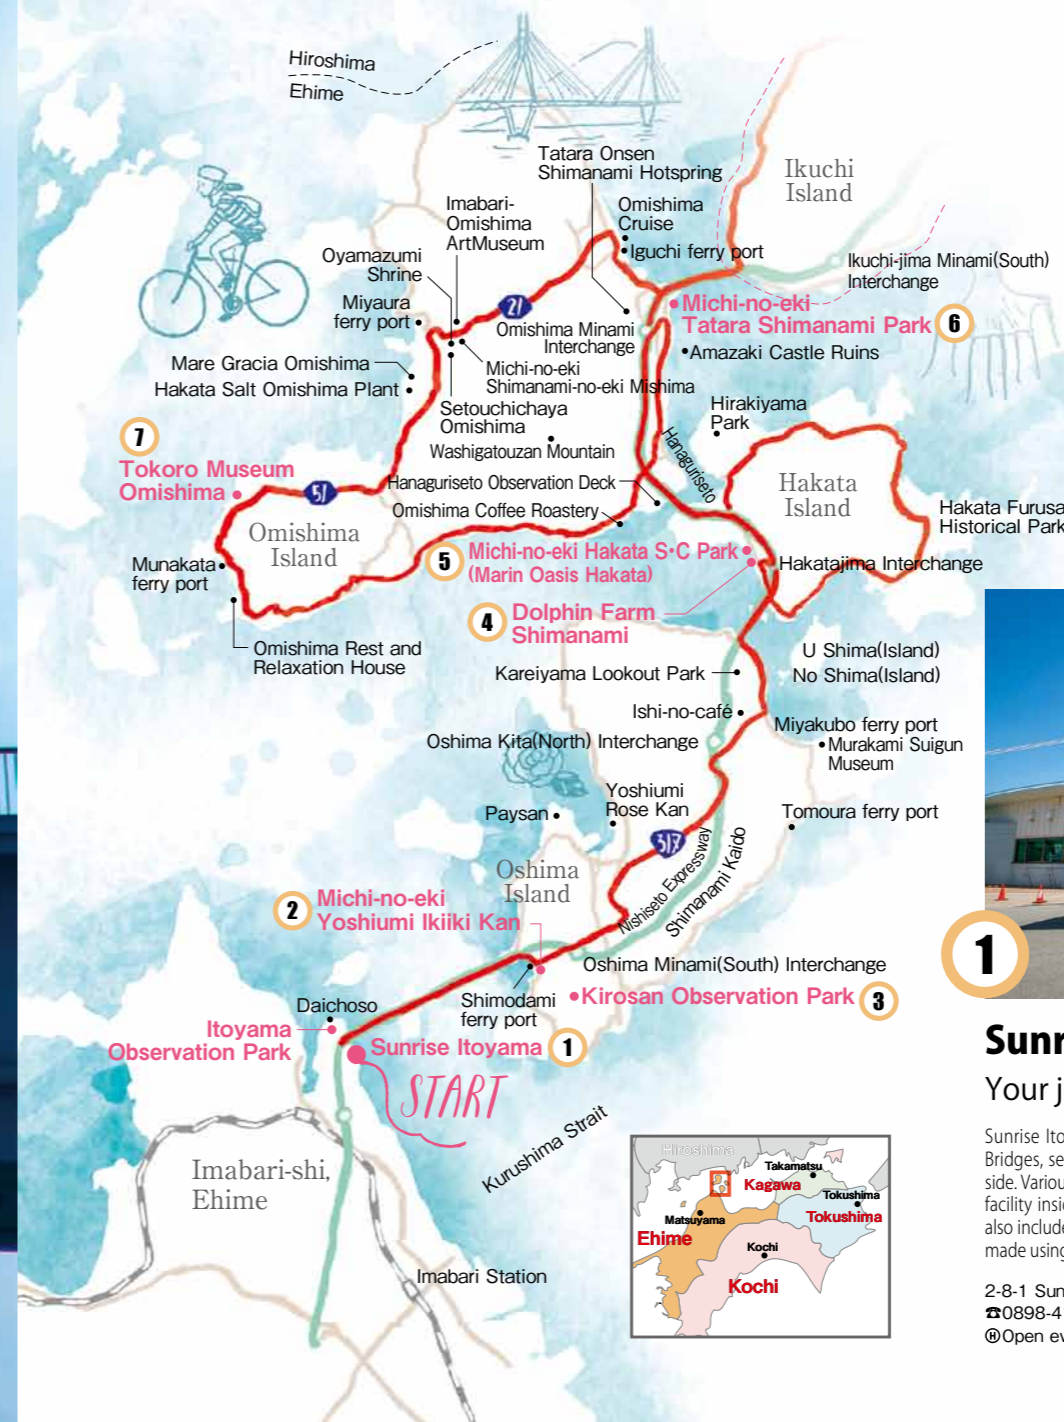 Hiroshima
Ehime
Tatara Onsen
Shimanami Hotspring
Ikuchi
Island
Imabari-
Omishima
ArtMuseum
Omishima
Cruise
Iguchi ferry port
Oyamazumi
Shrine
Ikuchi-jima Minami(South)
Interchange
Miyaura
ferry port
21
Omishima Minami
Interchange
Michi-no-eki
Tatara Shimanami Park
6
Amazaki Castle Ruins
Mare Gracia Omishima
Hakata Salt Omishima Plant
Michi-no-eki
Shimanami-no-eki Mishima
Setouchichaya
Omishima
Hirakiyama
Park
7
Tokoro Museum
Omishima
Washigatouzan Mountain
Hanaguriseto
Hanaguriseto Observation Deck
Hakata
Island
51
Omishima Coffee Roastery
Hakata Furusa
Historical Park
Omishima
Island
5
Michi-no-eki Hakata S・C Park
(Marin Oasis Hakata)
Hakatajima Interchange
Munakata
ferry port
4
Dolphin Farm
Shimanami
Omishima Rest and
Relaxation House
U Shima(Island)
No Shima(Island)
Kareiyama Lookout Park
Ishi-no-café
Miyakubo ferry port
Oshima Kita(North) Interchange
Murakami Suigun
Museum
Yoshiumi
Rose Kan
Paysan
Tomoura ferry port
317
Nishiseto Expressway
Shimanami Kaido
Oshima
Island
2
Michi-no-eki
Yoshiumi Ikiiki Kan
Oshima Minami(South) Interchange
Shimodami
ferry port
Kirosan Observation Park
3
Daichoso
Itoyama
Observation Park
Sunrise Itoyama
1
START
Kurushima Strait
Imabari-shi,
Ehime
Imabari Station
Hiroshima
Takamatsu
Kagawa
Tokushima
Tokushima
Matsuyama
Ehime
Kochi
Kochi
1
Sunr
Your j
Sunrise Ito
Bridges, se
side. Variou
facility insi
also include
made using
2-8-1 Sun
☎0898-4
ⒽOpen ev